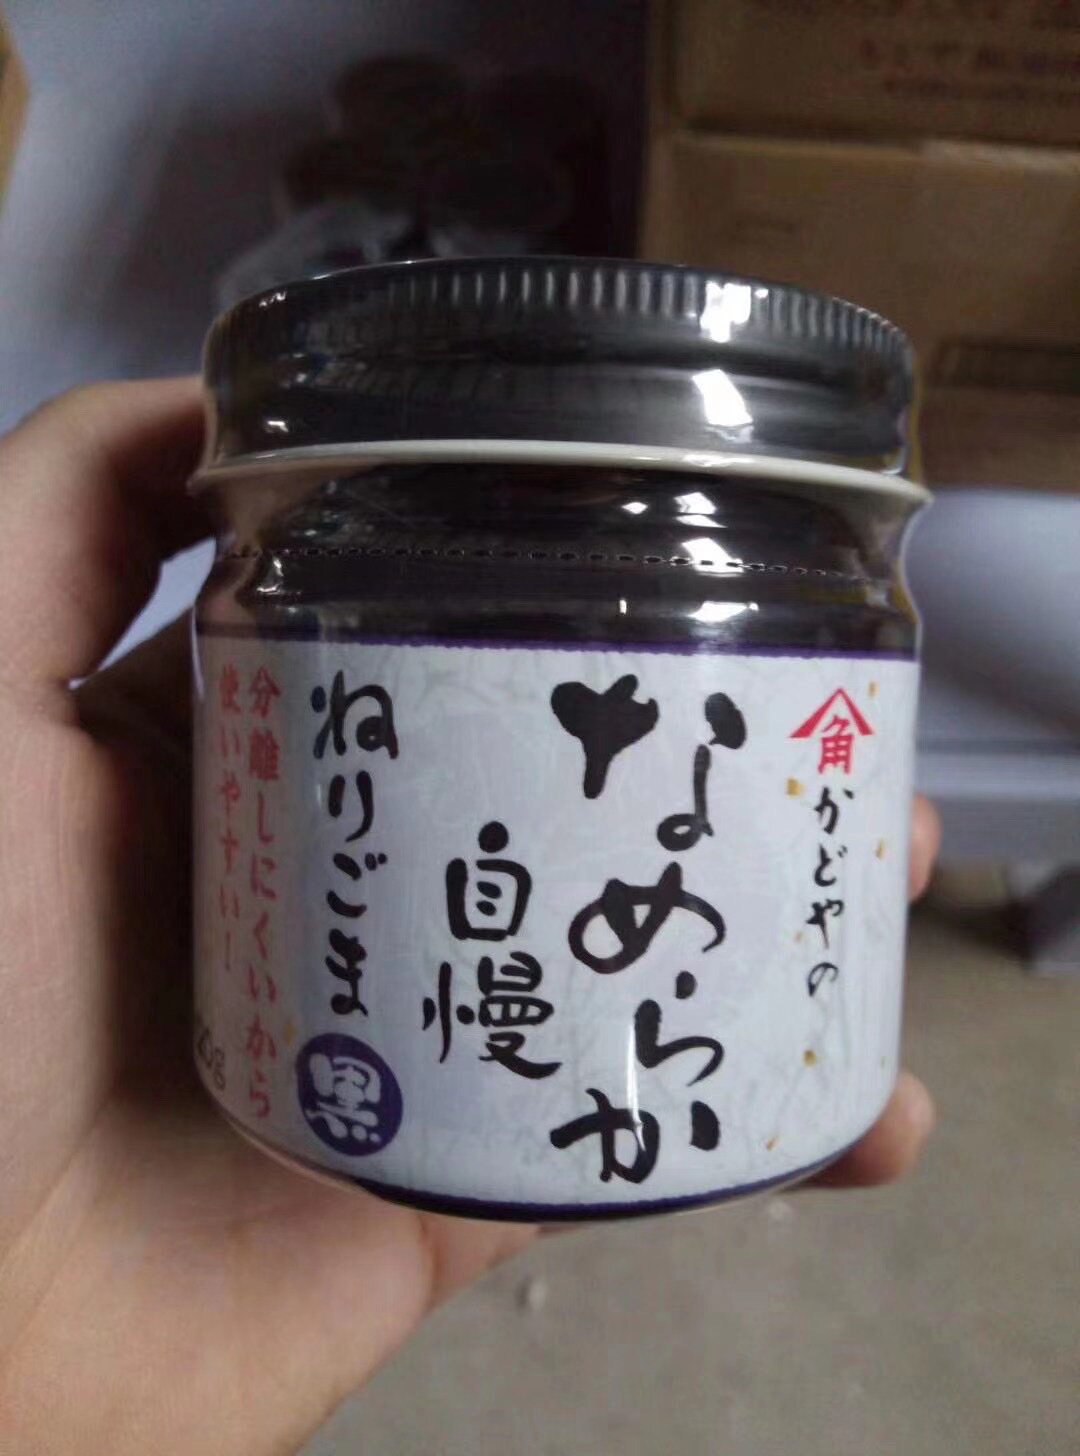 角
かどやの
なめらか
自慢
ねりごま
黒
分離しにくいから
使いやすい！
20g